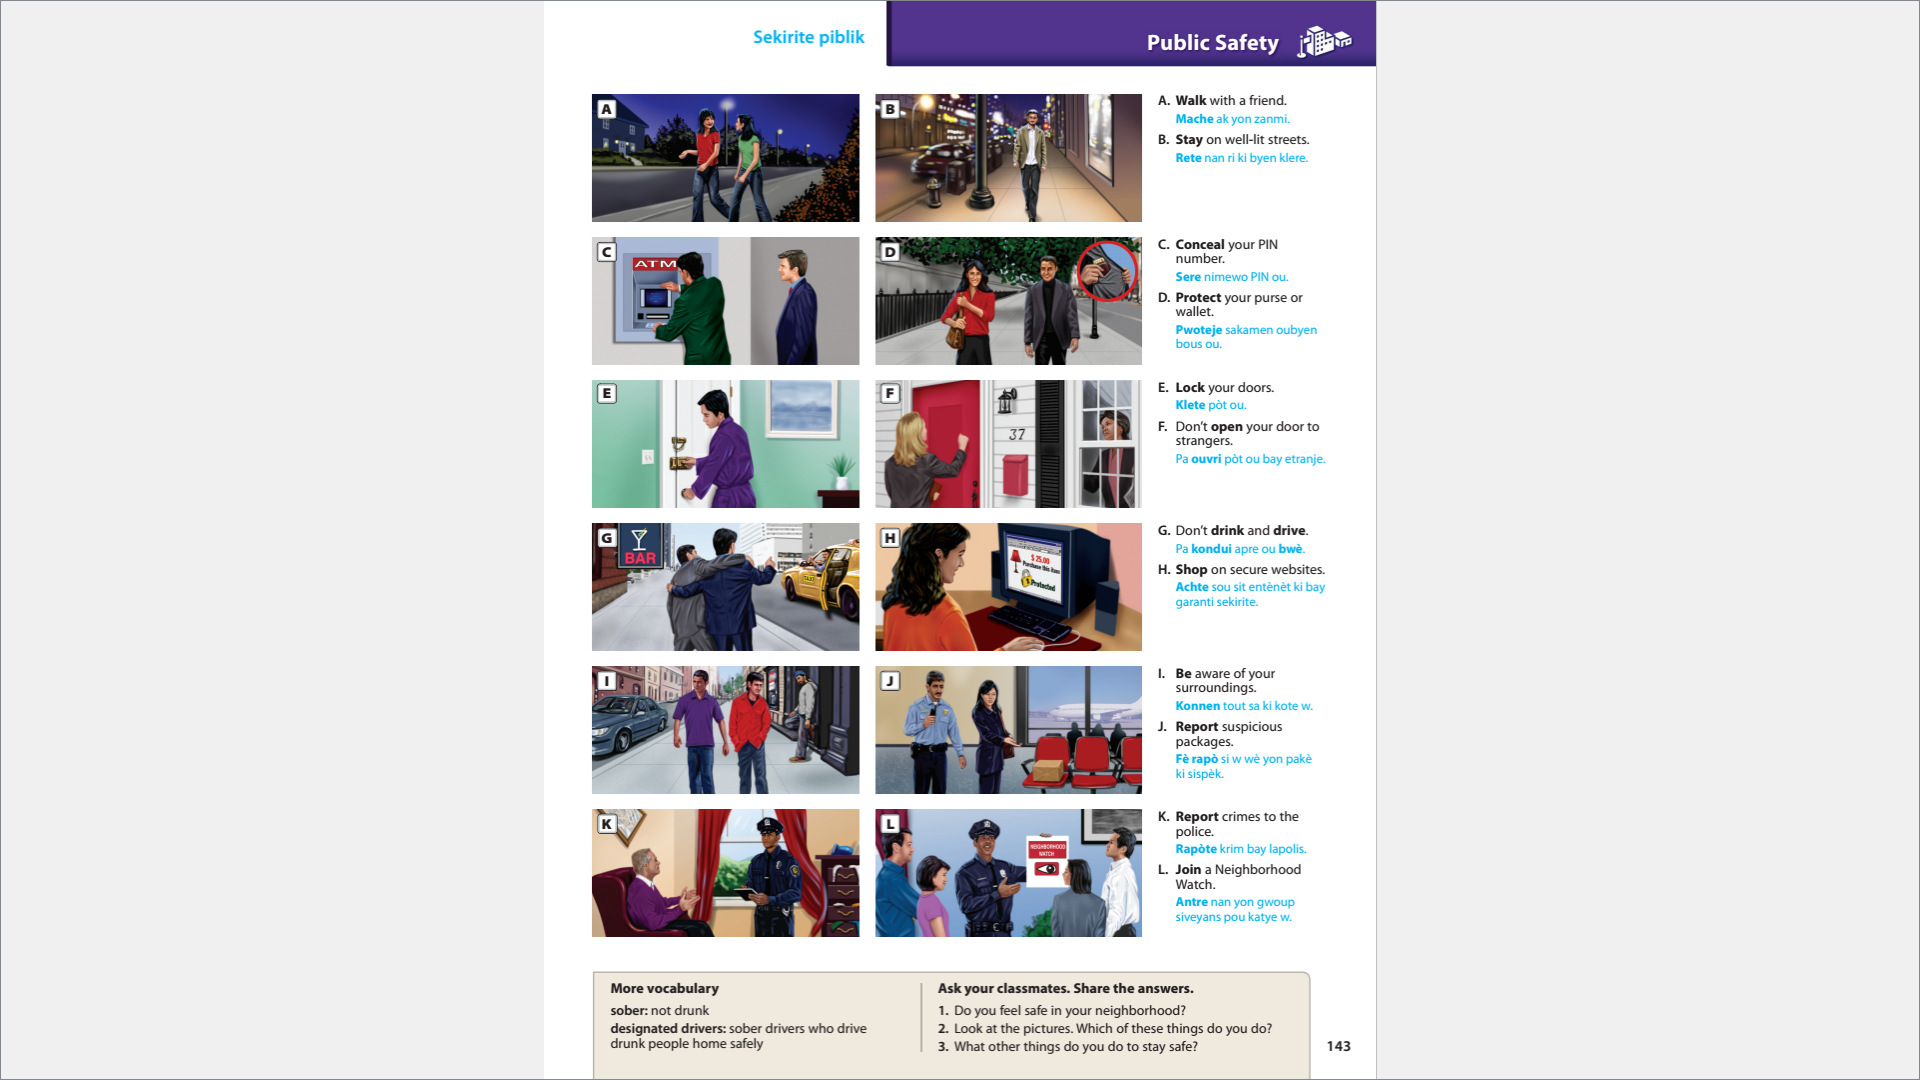 Sekirite piblik
Public Safety
A
B
A. Walk with a friend.
Mache ak yon zanmi.
B. Stay on well-lit streets.
Rete nan ri ki byen klere.
C
ATM
D
C. Conceal your PIN
number.
Sere nimewo PIN ou.
D. Protect your purse or
wallet.
Pwoteje sakamen oubyen
bous ou.
E
F
37
E. Lock your doors.
Klete pòt ou.
F. Don't open your door to
strangers.
Pa ouvri pòt ou bay etranje.
G
BAR
TAXI
H
$25.00
Purchase this item
Protected
G. Don't drink and drive.
Pa kondui apre ou bwè.
H. Shop on secure websites.
Achte sou sit entènèt ki bay
garanti sekirite.
I
J
I. Be aware of your
surroundings.
Konnen tout sa ki kote w.
J. Report suspicious
packages.
Fè rapò si w wè yon pakè
ki sispèk.
K
L
NEIGHBORHOOD
WATCH
K. Report crimes to the
police.
Rapòte krim bay lapolis.
L. Join a Neighborhood
Watch.
Antre nan yon gwoup
siveyans pou katye w.
More vocabulary
sober: not drunk
designated drivers: sober drivers who drive
drunk people home safely
Ask your classmates. Share the answers.
1. Do you feel safe in your neighborhood?
2. Look at the pictures. Which of these things do you do?
3. What other things do you do to stay safe?
143